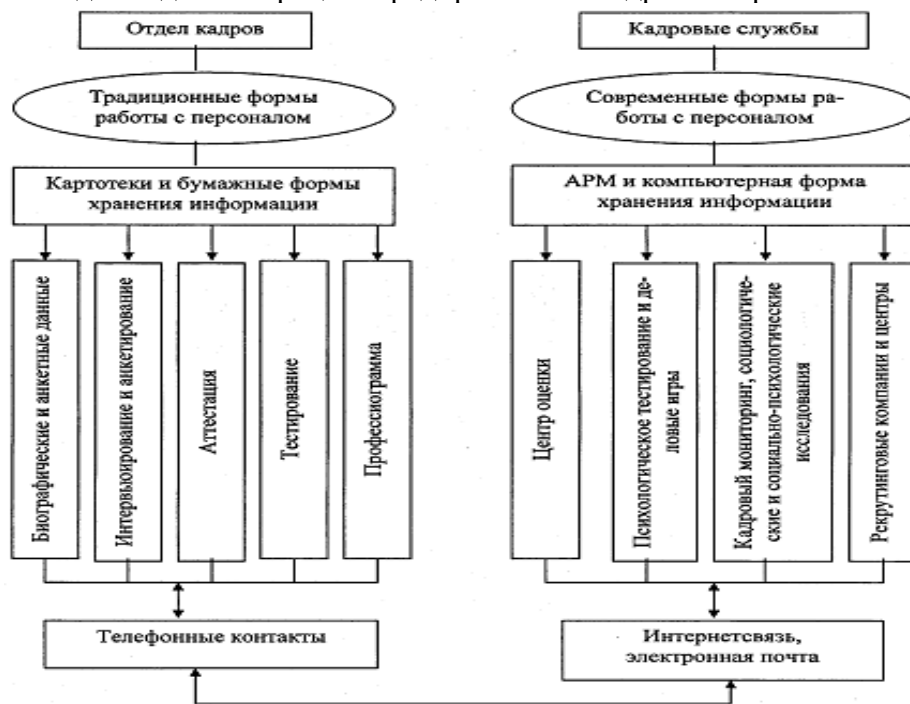 Отдел кадров
Традиционные формы
работы с персоналом
Картотеки и бумажные формы
хранения информации
Биографические и анкетные данные
Интервьюирование и анкетирование
Аттестация
Тестирование
Профессиограмма
Телефонные контакты
Кадровые службы
Современные формы ра-
боты с персоналом
АРМ и компьютерная форма
хранения информации
Центр оценки
Психологическое тестирование и де-
ловые игры
Кадровый мониторинг, социологиче-
ские и социально-психологические
исследования
Рекрутинговые компании и центры
Интернетсвязь,
электронная почта